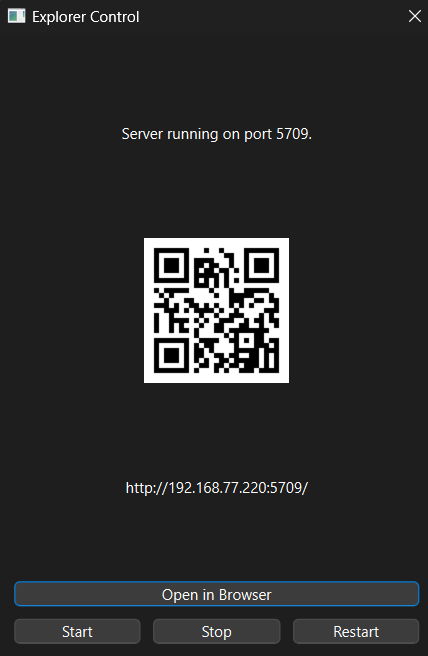 Explorer Control
Server running on port 5709.
http://192.168.77.220:5709/
Open in Browser
Start Stop Restart